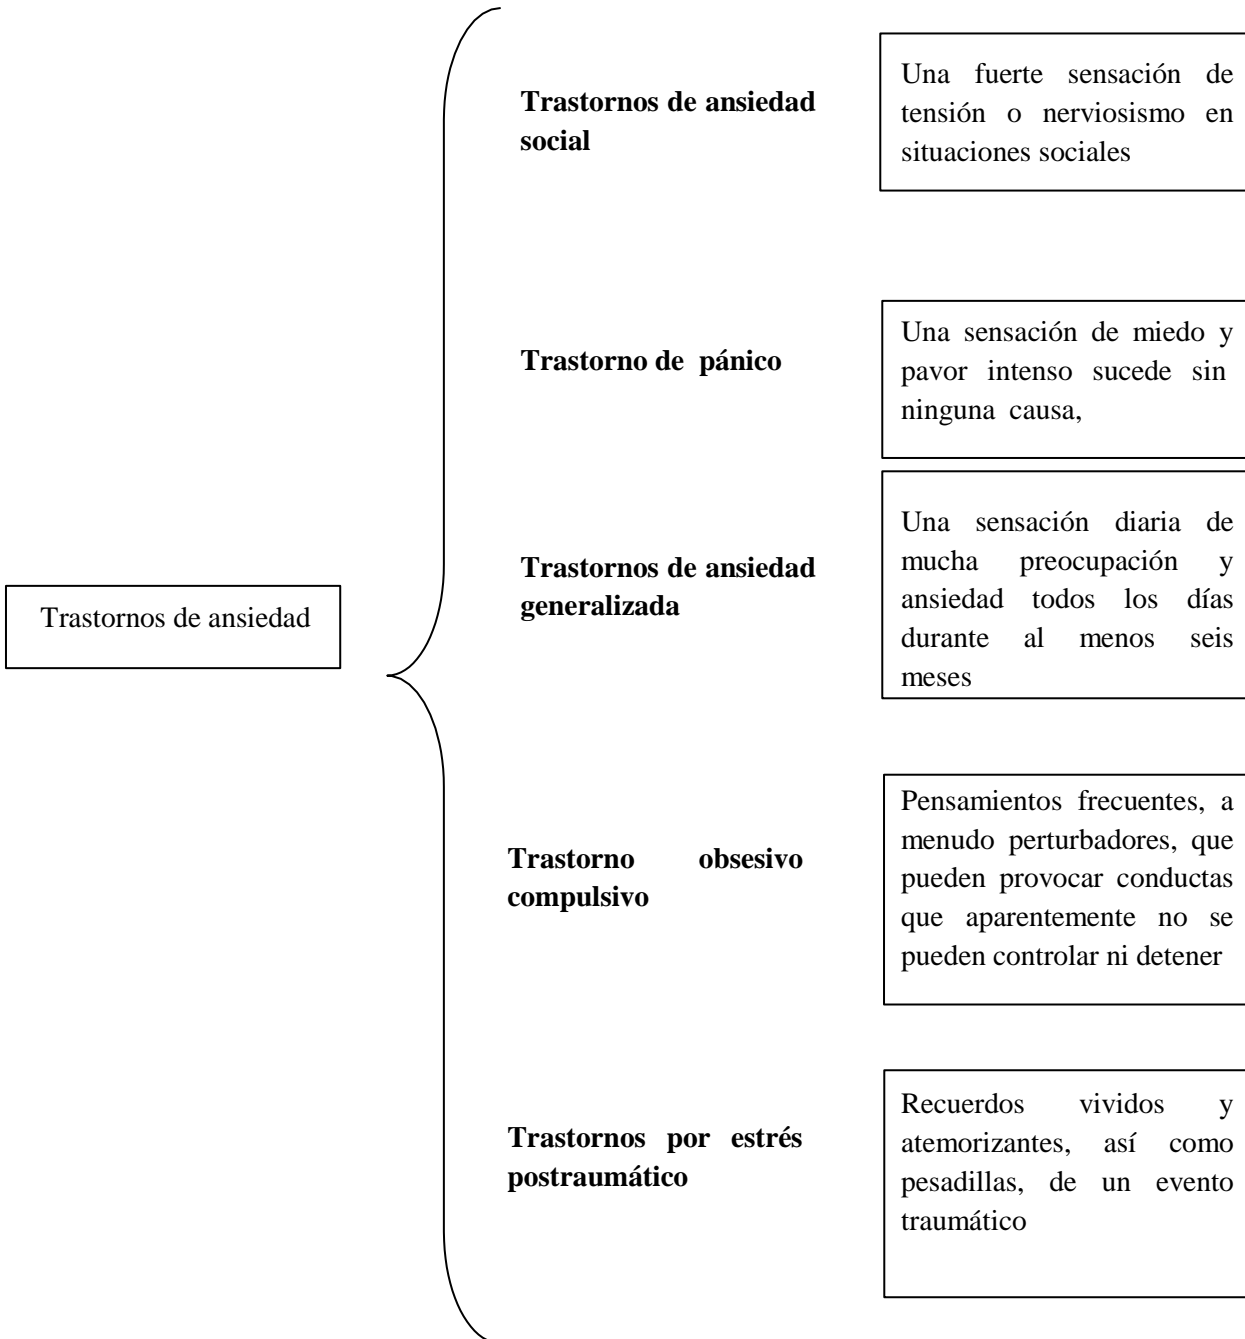 Trastornos de ansiedad
Trastornos de ansiedad
social
Una fuerte sensación de
tensión o nerviosismo en
situaciones sociales
Trastorno de pánico
Una sensación de miedo y
pavor intenso sucede sin
ninguna causa,
Trastornos de ansiedad
generalizada
Una sensación diaria de
mucha preocupación y
ansiedad todos los días
durante al menos seis
meses
Trastorno obsesivo
compulsivo
Pensamientos frecuentes, a
menudo perturbadores, que
pueden provocar conductas
que aparentemente no se
pueden controlar ni detener
Trastornos por estrés
postraumático
Recuerdos vividos y
atemorizantes, así como
pesadillas, de un evento
traumático